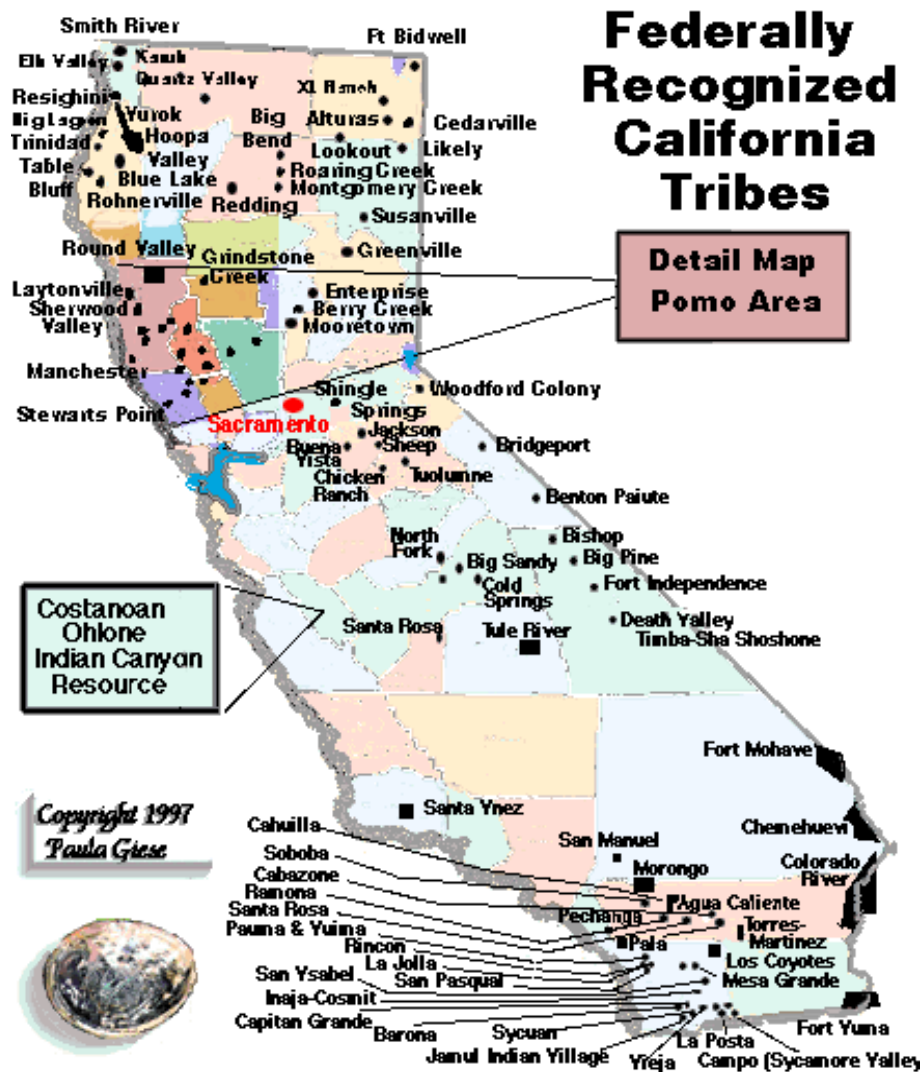 Federally
Recognized
California
Tribes
Smith River
Ft Bidwell
Elk Valley
Karuk
Quartz Valley
Resighini
XL Ranch
Big Lagoon
Yurok
Big
Alturas
Cedarville
Trinidad
Hoopa
Bend
Lookout
Likely
Table
Valley
Roaring Creek
Bluff
Blue Lake
Montgomery Creek
Rohnerville
Redding
Susanville
Round Valley
Grindstone
Greenville
Creek
Detail Map
Pomo Area
Laytonville
Enterprise
Sherwood
Berry Creek
Valley
Mooretown
Manchester
Shingle
Woodford Colony
Stewarts Point
Springs
Sacramento
Jackson
Buena
Sheep
Bridgeport
Vista
Chicken
Tuolumne
Ranch
Benton Paiute
North
Bishop
Fork
Big Sandy
Big Pine
Cold
Fort Independence
Springs
Costanoan
Ohlone
Indian Canyan
Resource
Santa Rosa
Tule River
Death Valley
Timba-Sha Shoshone
Fort Mohave
Santa Ynez
Copyright 1997
Paula Giese
Cahuilla
San Manuel
Chemehuevi
Soboba
Morongo
Colorado
River
Cabazone
Ramona
Agua Caliente
Santa Rosa
Pechanga
Torres-
Martinez
Pauma & Yuima
Pala
Rincon
Los Coyotes
La Jolla
San Pasqual
Mesa Grande
San Ysabel
Inaja-Cosmit
Capitan Grande
Barona
Sycuan
Fort Yuma
La Posta
Jamul Indian Village
Vieja
Campo (Sycamore Valley